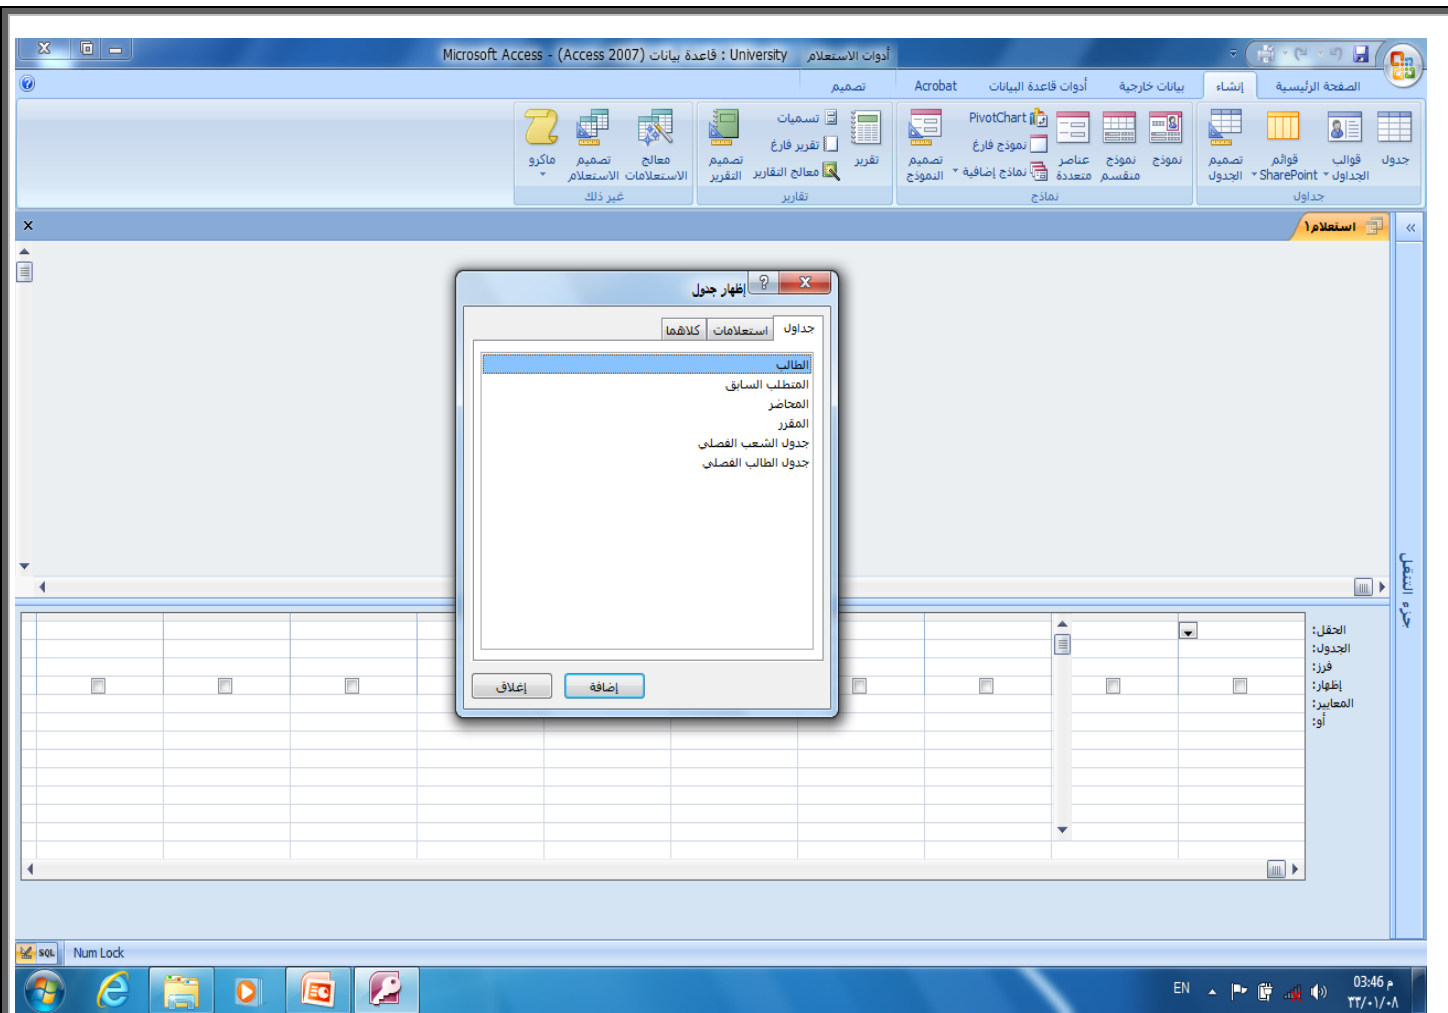 أدوات الاستعلام University : قاعدة بيانات (Access 2007) - Microsoft Access
الصفحة الرئيسية إنشاء بيانات خارجية أدوات قاعدة البيانات Acrobat تصميم
جدول
قوالب الجداول
قوائم SharePoint
تصميم الجدول
جداول
نموذج
نموذج منقسم
عناصر متعددة
PivotChart
نموذج فارغ
نماذج إضافية
تصميم النموذج
نماذج
تقرير
تسميات
تقرير فارغ
معالج التقارير
تصميم التقرير
تقارير
معالج الاستعلامات
تصميم الاستعلام
ماكرو
غير ذلك
استعلام١
جزء التنقل
إظهار جدول
جداول استعلامات كلاهما
الطالب
المتطلب السابق
المحاضر
المقرر
جدول الشعب الفصلي
جدول الطالب الفصلي
إضافة إغلاق
الحقل:
الجدول:
فرز:
إظهار:
المعايير:
أو:
SQL Num Lock
EN
03:46 م
٣٣/٠١/٠٨